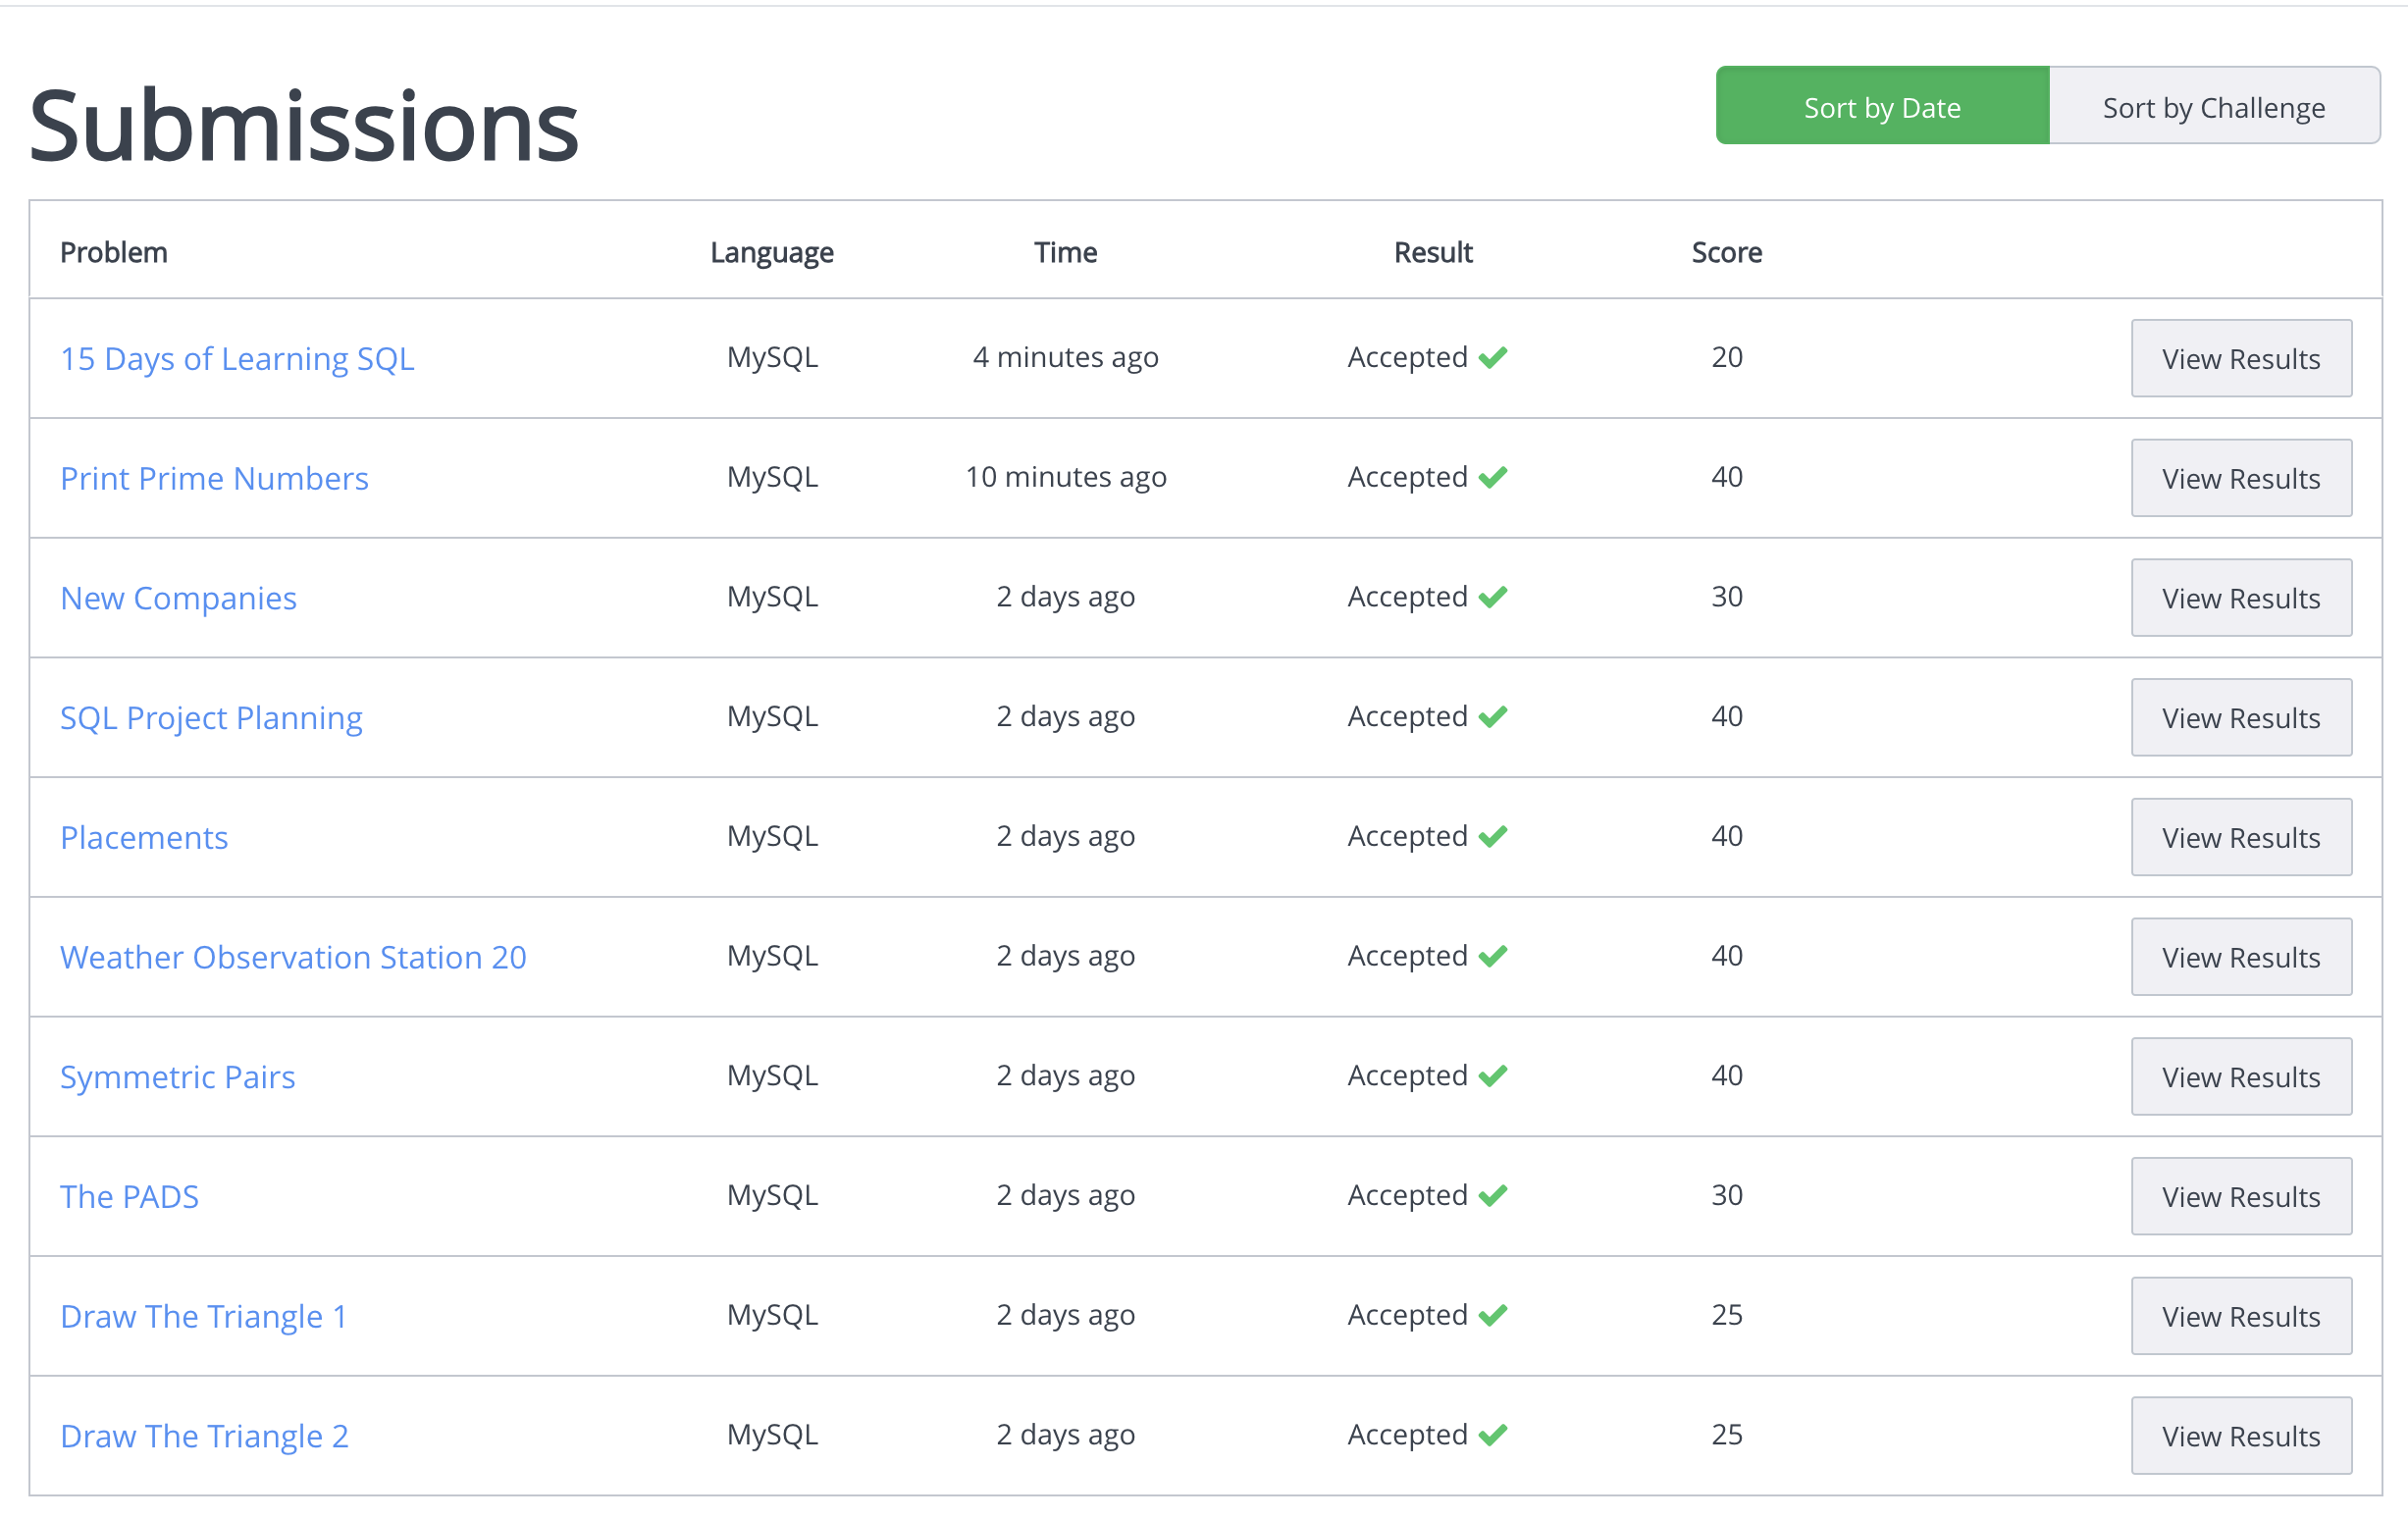 Submissions
Sort by Date Sort by Challenge
Problem Language Time Result Score
15 Days of Learning SQL MySQL 4 minutes ago Accepted 20 View Results
Print Prime Numbers MySQL 10 minutes ago Accepted 40 View Results
New Companies MySQL 2 days ago Accepted 30 View Results
SQL Project Planning MySQL 2 days ago Accepted 40 View Results
Placements MySQL 2 days ago Accepted 40 View Results
Weather Observation Station 20 MySQL 2 days ago Accepted 40 View Results
Symmetric Pairs MySQL 2 days ago Accepted 40 View Results
The PADS MySQL 2 days ago Accepted 30 View Results
Draw The Triangle 1 MySQL 2 days ago Accepted 25 View Results
Draw The Triangle 2 MySQL 2 days ago Accepted 25 View Results